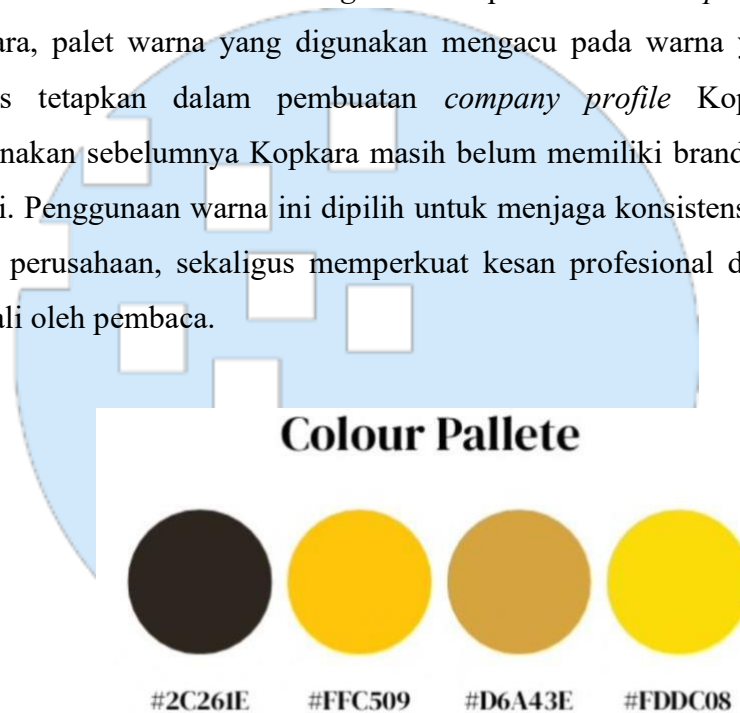 ara, palet warna yang digunakan mengacu pada warna
s tetapkan dalam pembuatan company profile Kop
nakan sebelumnya Kopkara masih belum memiliki brand
i. Penggunaan warna ini dipilih untuk menjaga konsistens
perusahaan, sekaligus memperkuat kesan profesional d
ali oleh pembaca.
Colour Pallete
#2C261E #FFC509 #D6A43E #FDDC08